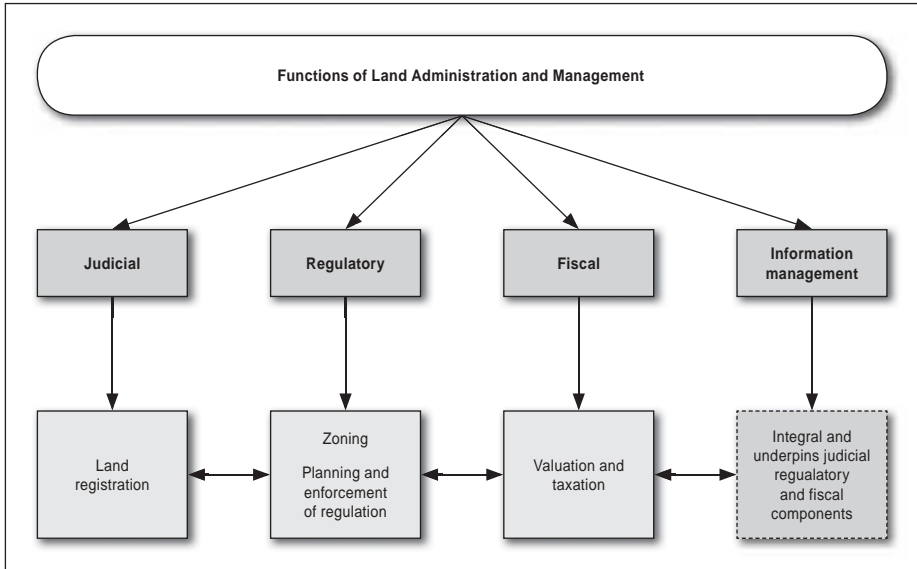 Functions of Land Administration and Management
Judicial
Regulatory
Fiscal
Information
management
Land
registration
Zoning
Planning and
enforcement
of regulation
Valuation and
taxation
Integral and
underpins judicial
regualatory
and fiscal
components